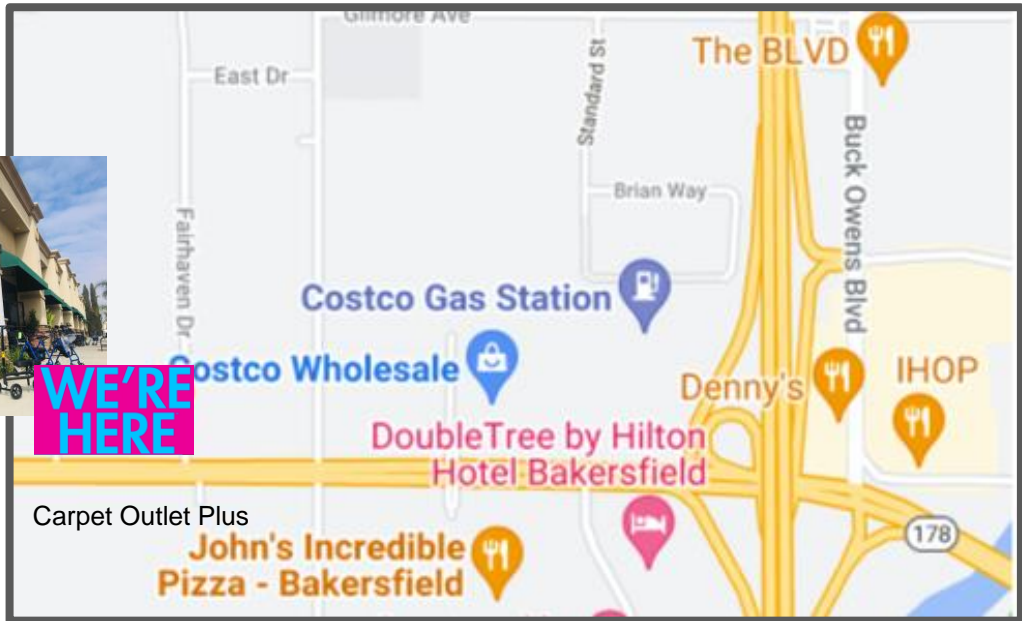 Gilmore Ave
East Dr
Standard St
The BLVD
Brian Way
Buck Owens Blvd
Fairhaven Dr
Costco Gas Station
ostco Wholesale
WE'RE
HERE
Denny's
IHOP
DoubleTree by Hilton
Hotel Bakersfield
Carpet Outlet Plus
John's Incredible
Pizza - Bakersfield
178